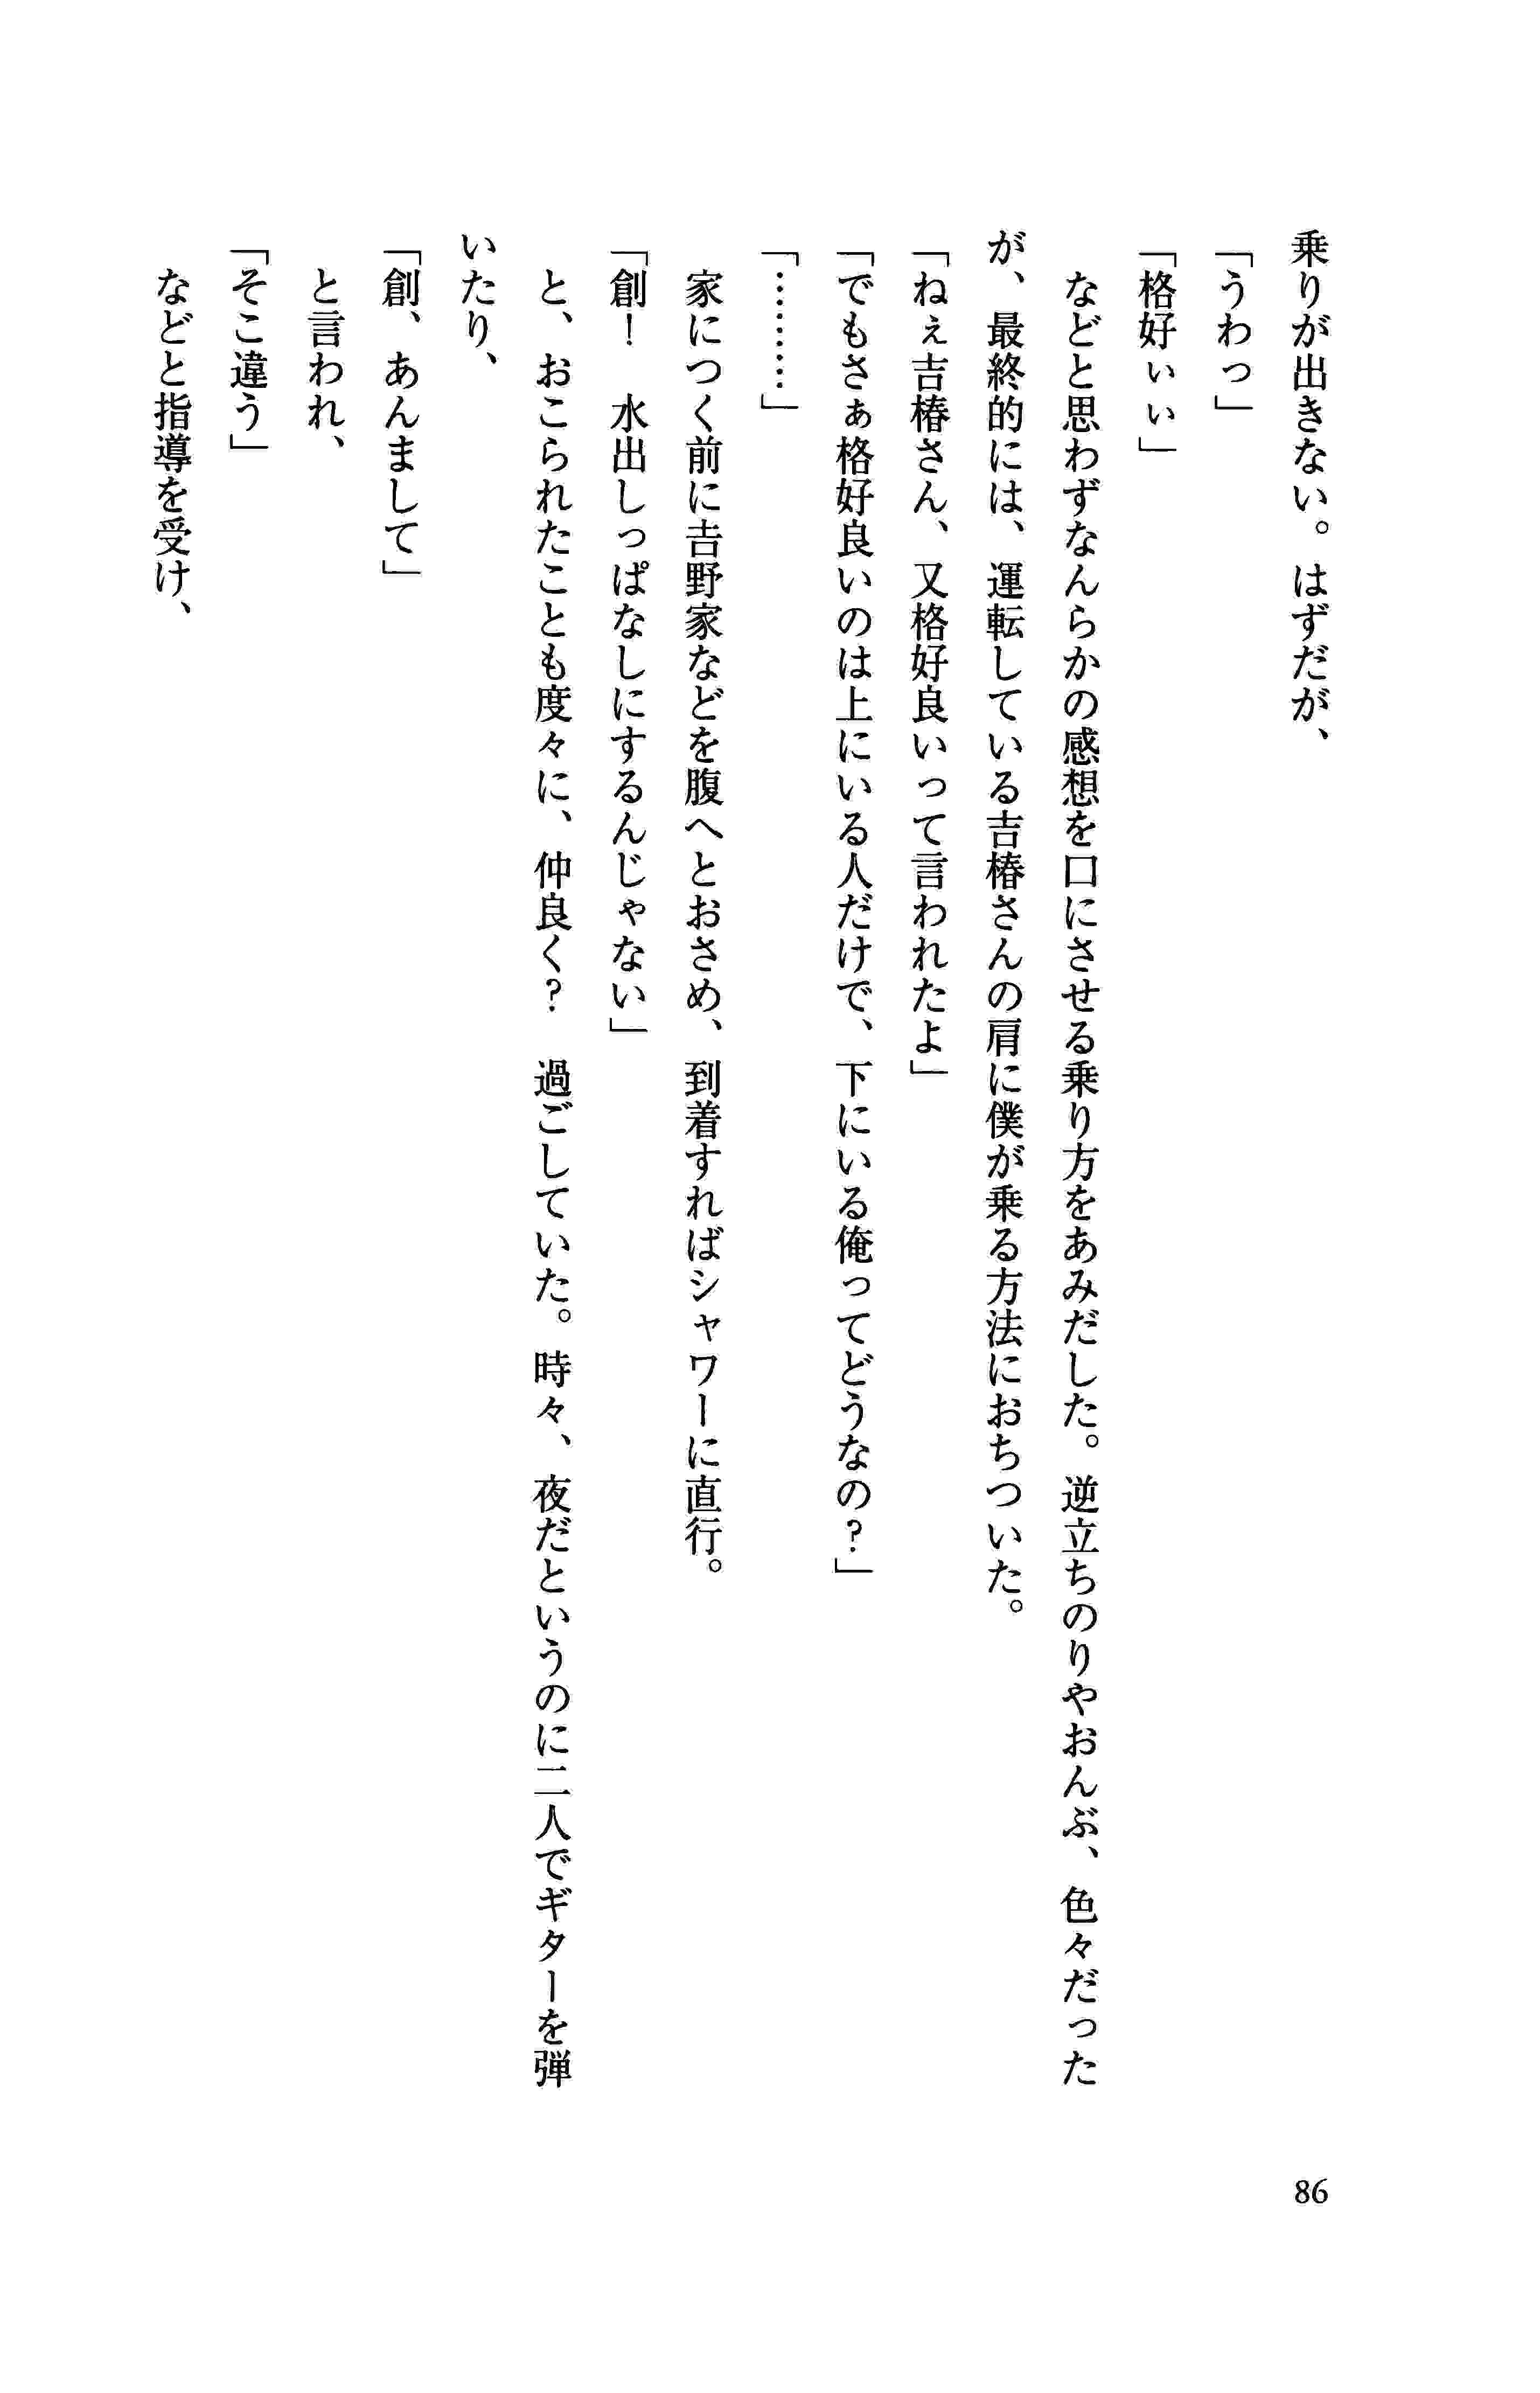 乗りが出きない。はずだが、
「うわっ」
「格好ぃぃ」
などと思わずなんらかの感想を口にさせる乗り方をあみだした。逆立ちのりやおんぶ、色々だった
が、最終的には、運転している吉椿さんの肩に僕が乗る方法におちついた。
「ねぇ吉椿さん、又格好良いって言われたよ」
「でもさぁ格好良いのは上にいる人だけで、下にいる俺ってどうなの？」
「………」
家につく前に吉野家などを腹へとおさめ、到着すればシャワーに直行。
「創！　水出しっぱなしにするんじゃない」
と、おこられたことも度々に、仲良く？　過ごしていた。時々、夜だというのに二人でギターを弾
いたり、
「創、あんまして」
と言われ、
「そこ違う」
などと指導を受け、
86